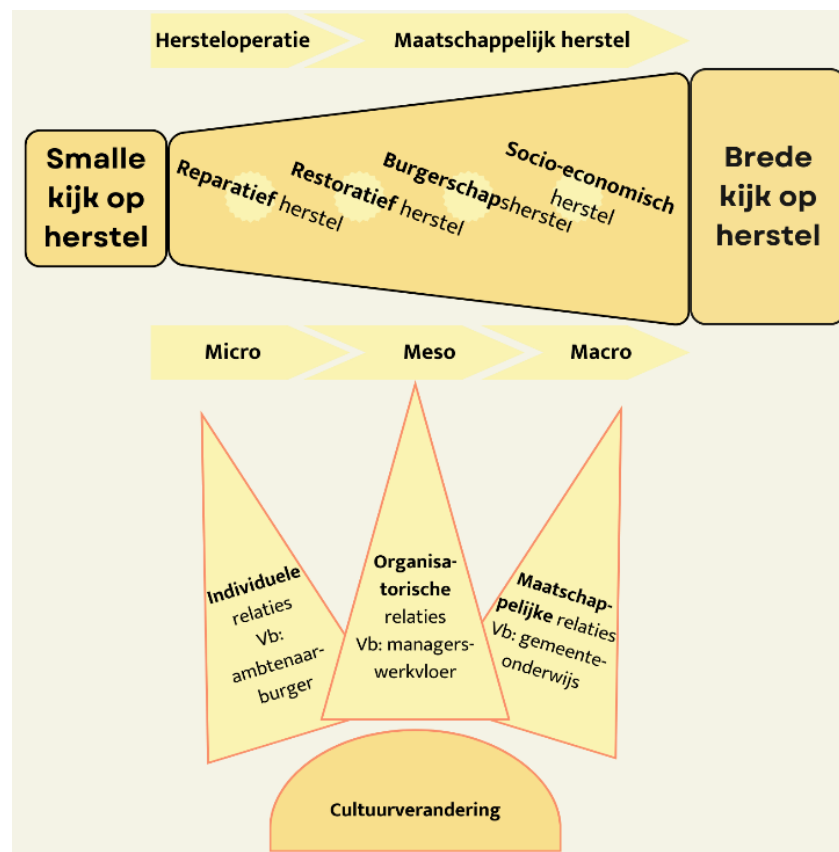 Hersteloperatie
Maatschappelijk herstel
Smalle
kijk op
herstel
Reparatief herstel
Restoratief herstel
Burgerschapsherstel
Socio-economisch
herstel
Brede
kijk op
herstel
Micro
Meso
Macro
Individuele
relaties
Vb:
ambtenaar-
burger
Organisa-
torische
relaties
Vb: managers-
werkvloer
Maatschap-
pelijke relaties
Vb: gemeente-
onderwijs
Cultuurverandering